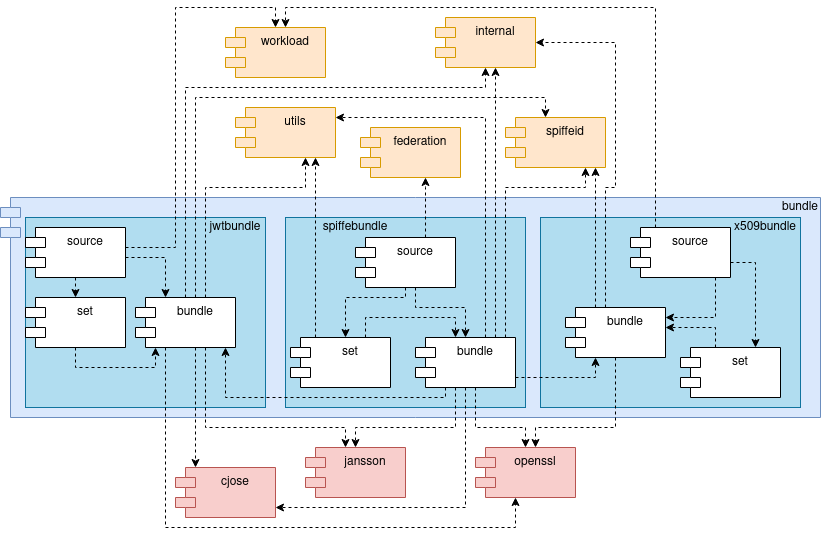 workload
internal
utils
federation
spiffeid
bundle
jwtbundle
spiffebundle
x509bundle
source
source
source
set
bundle
bundle
set
bundle
set
cjose
jansson
openssl